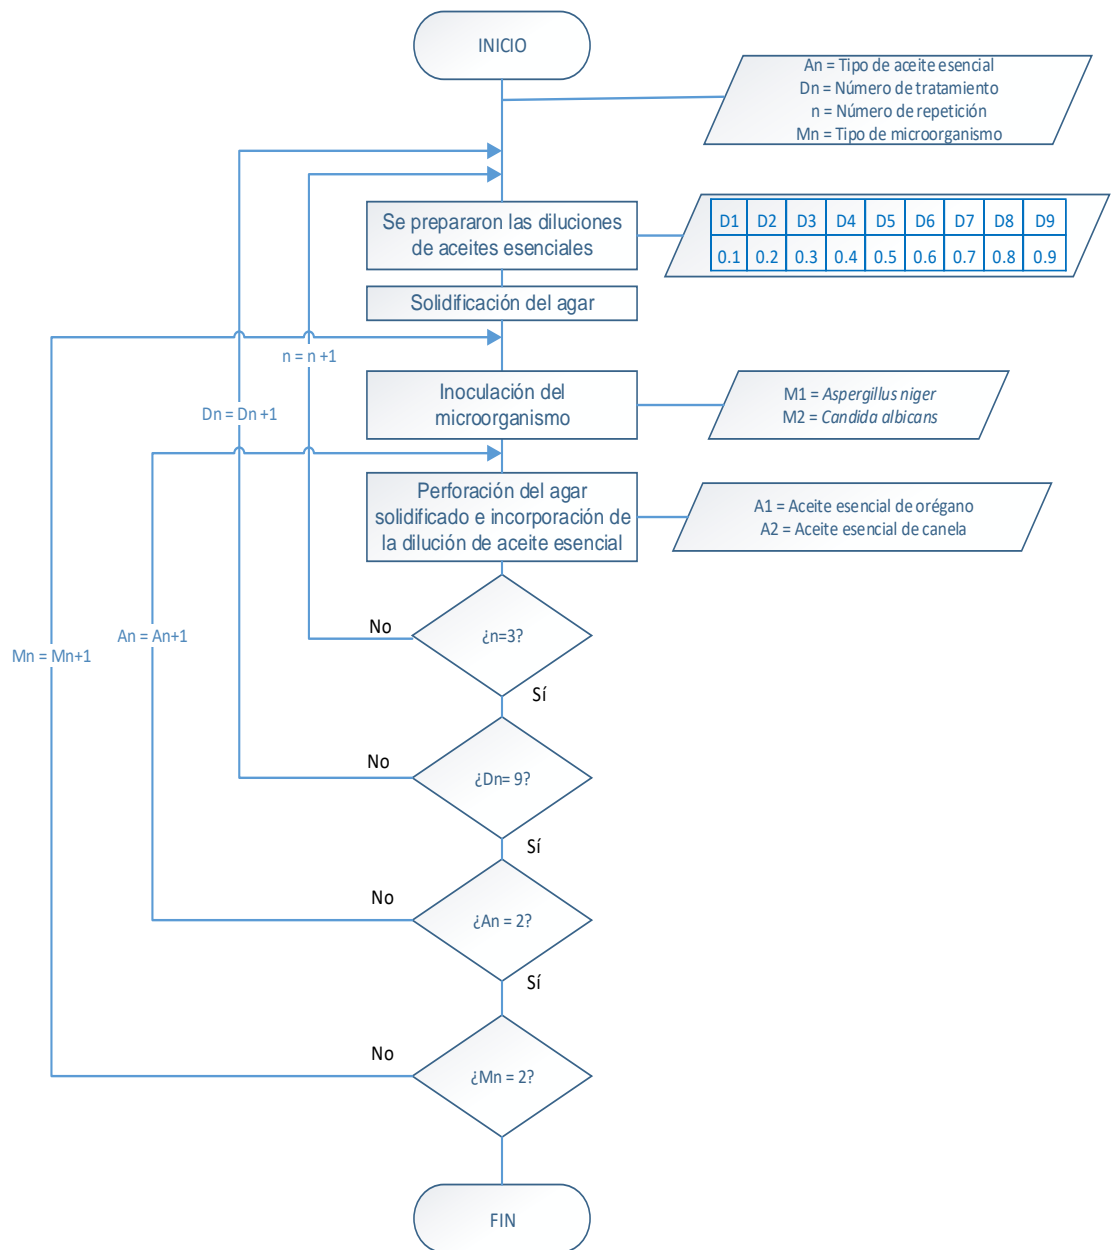 INICIO
An = Tipo de aceite esencial
Dn = Número de tratamiento
n = Número de repetición
Mn = Tipo de microorganismo
Se prepararon las diluciones
de aceites esenciales
D1 D2 D3 D4 D5 D6 D7 D8 D9
0.1 0.2 0.3 0.4 0.5 0.6 0.7 0.8 0.9
Solidificación del agar
n = n +1
Inoculación del
microorganismo
M1 = Aspergillus niger
M2 = Candida albicans
Dn = Dn +1
Perforación del agar
solidificado e incorporación de
la dilución de aceite esencial
A1 = Aceite esencial de orégano
A2 = Aceite esencial de canela
An = An+1
Mn = Mn+1
No
¿n=3?
Sí
No
¿Dn= 9?
Sí
No
¿An = 2?
Sí
No
¿Mn = 2?
FIN